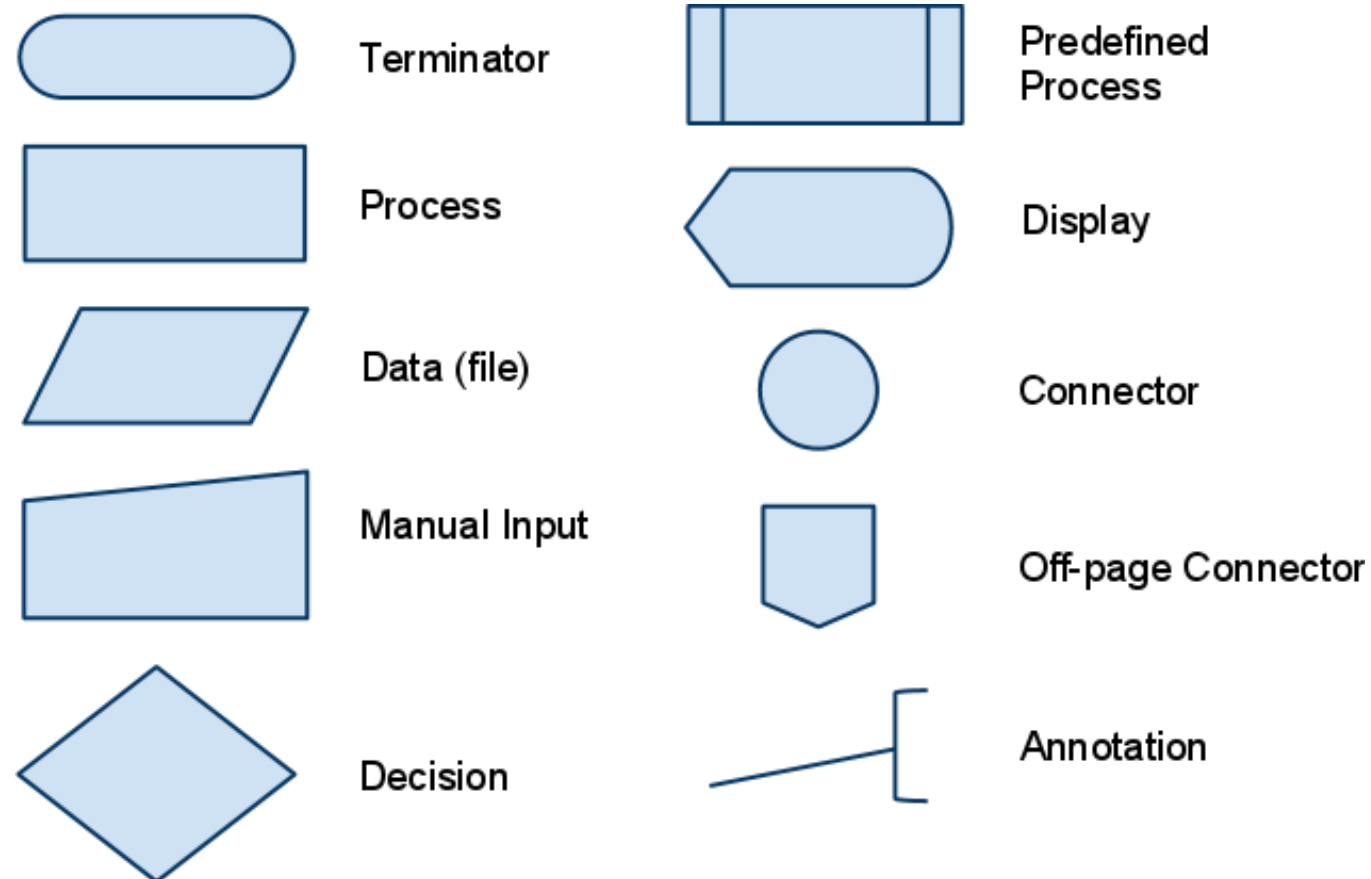 Terminator
Process
Data (file)
Manual Input
Decision
Predefined
Process
Display
Connector
Off-page Connector
Annotation